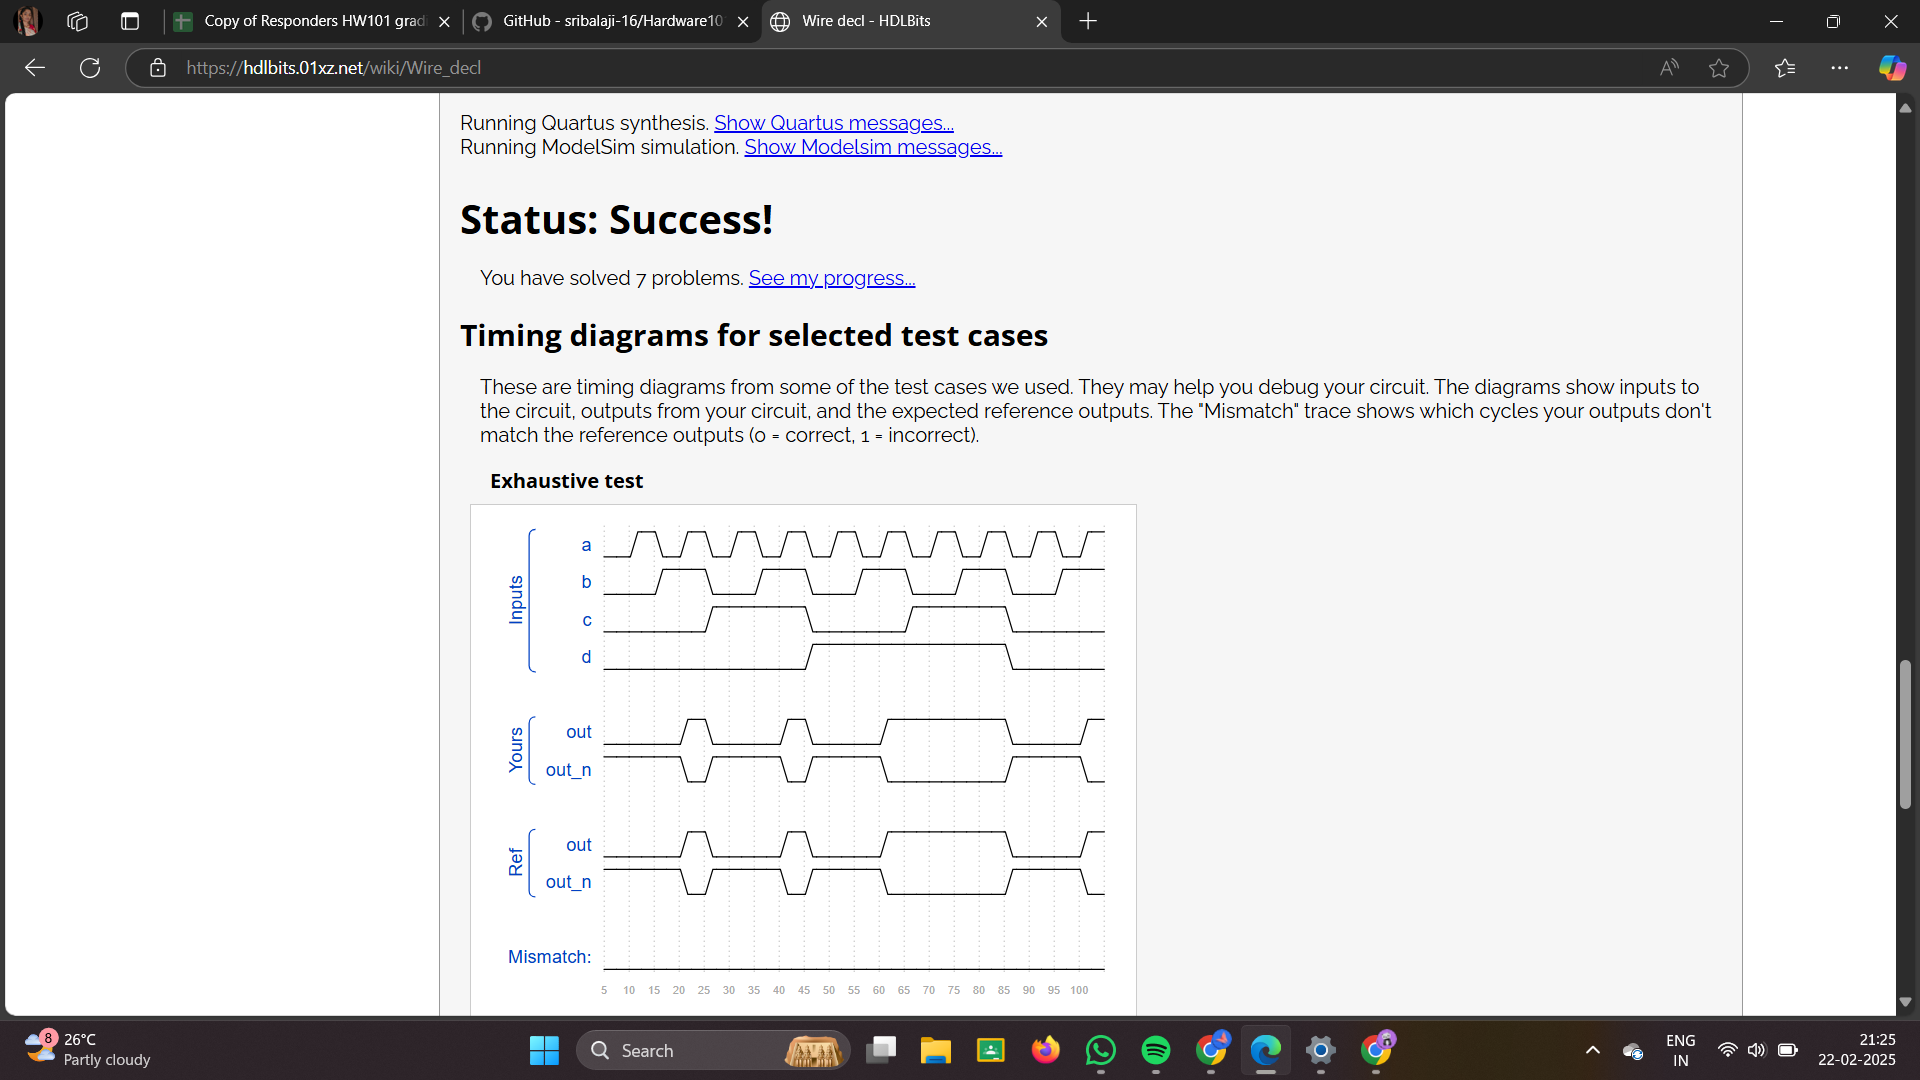 Copy of Responders HW101 gradi
GitHub - sribalaji-16/Hardware10
Wire decl - HDLBits
https://hdlbits.01xz.net/wiki/Wire_decl
Running Quartus synthesis. Show Quartus messages...
Running ModelSim simulation. Show Modelsim messages...
Status: Success!
You have solved 7 problems. See my progress...
Timing diagrams for selected test cases
These are timing diagrams from some of the test cases we used. They may help you debug your circuit. The diagrams show inputs to
the circuit, outputs from your circuit, and the expected reference outputs. The "Mismatch" trace shows which cycles your outputs don't
match the reference outputs (0 = correct, 1 = incorrect).
Exhaustive test
Inputs
a
b
c
d
Yours
out
out_n
Ref
out
out_n
Mismatch:
5 10 15 20 25 30 35 40 45 50 55 60 65 70 75 80 85 90 95 100
8
26°C
Partly cloudy
Search
ENG
IN
21:25
22-02-2025